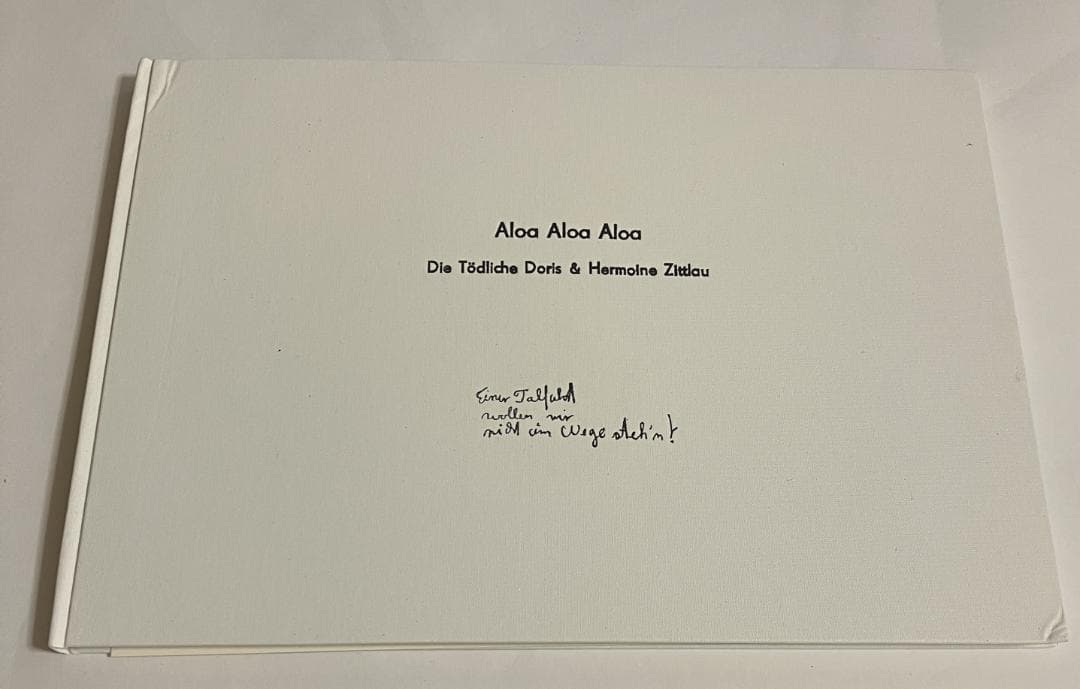 Aloa Aloa Aloa
Die Tödliche Doris & Hermoine Zittlau
Einer Talfahrt
wollen wir
nicht im Wege steh'n!